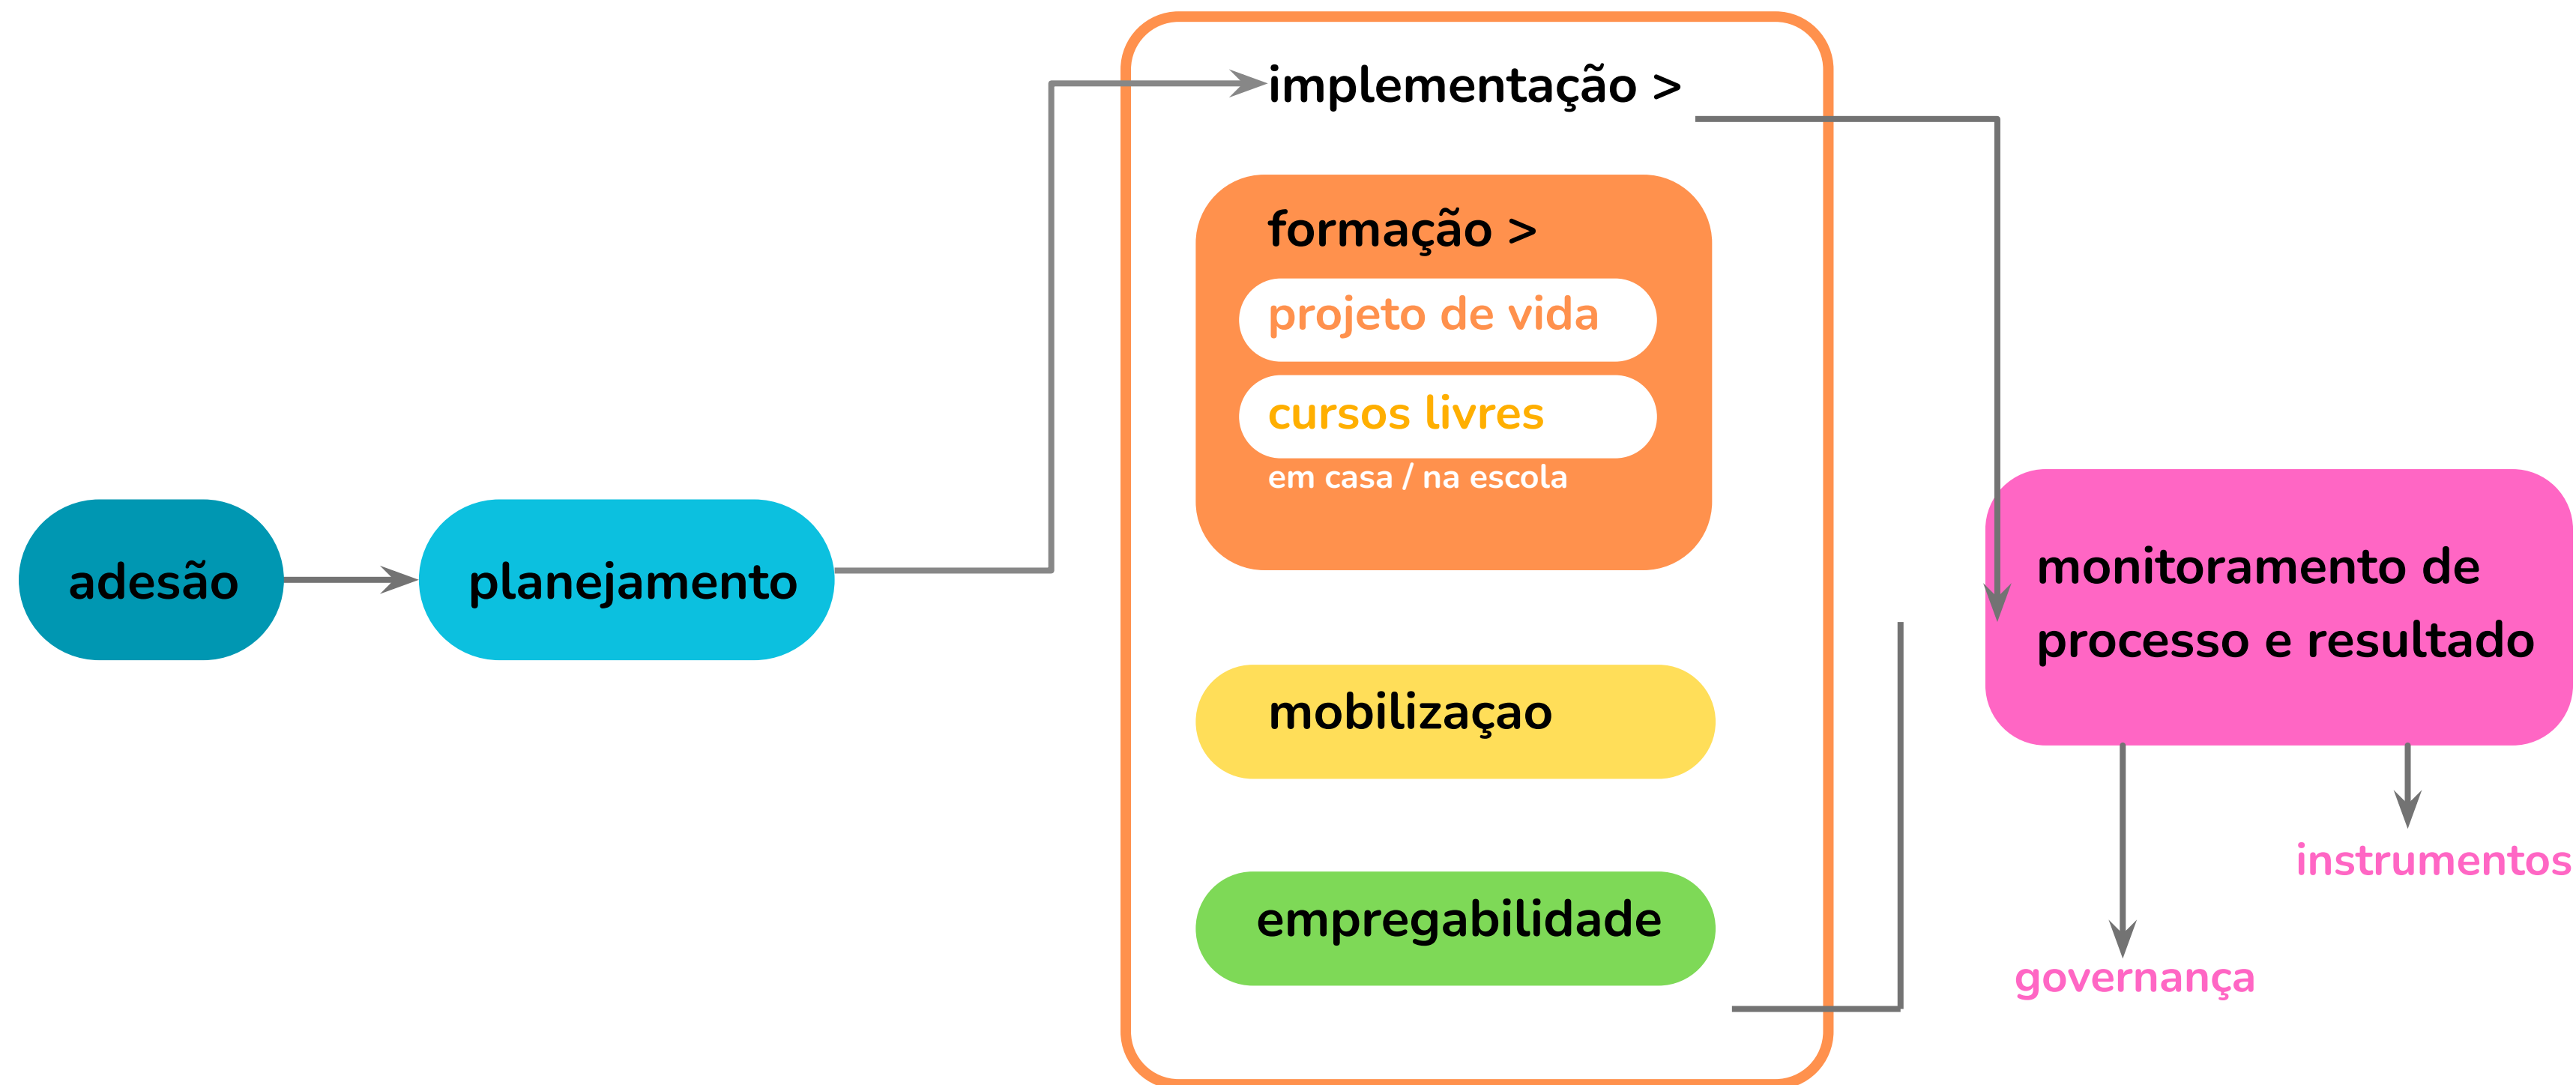 adesão
planejamento
implementação >
formação >
projeto de vida
cursos livres
em casa / na escola
mobilizaçao
empregabilidade
monitoramento de
processo e resultado
instrumentos
governança